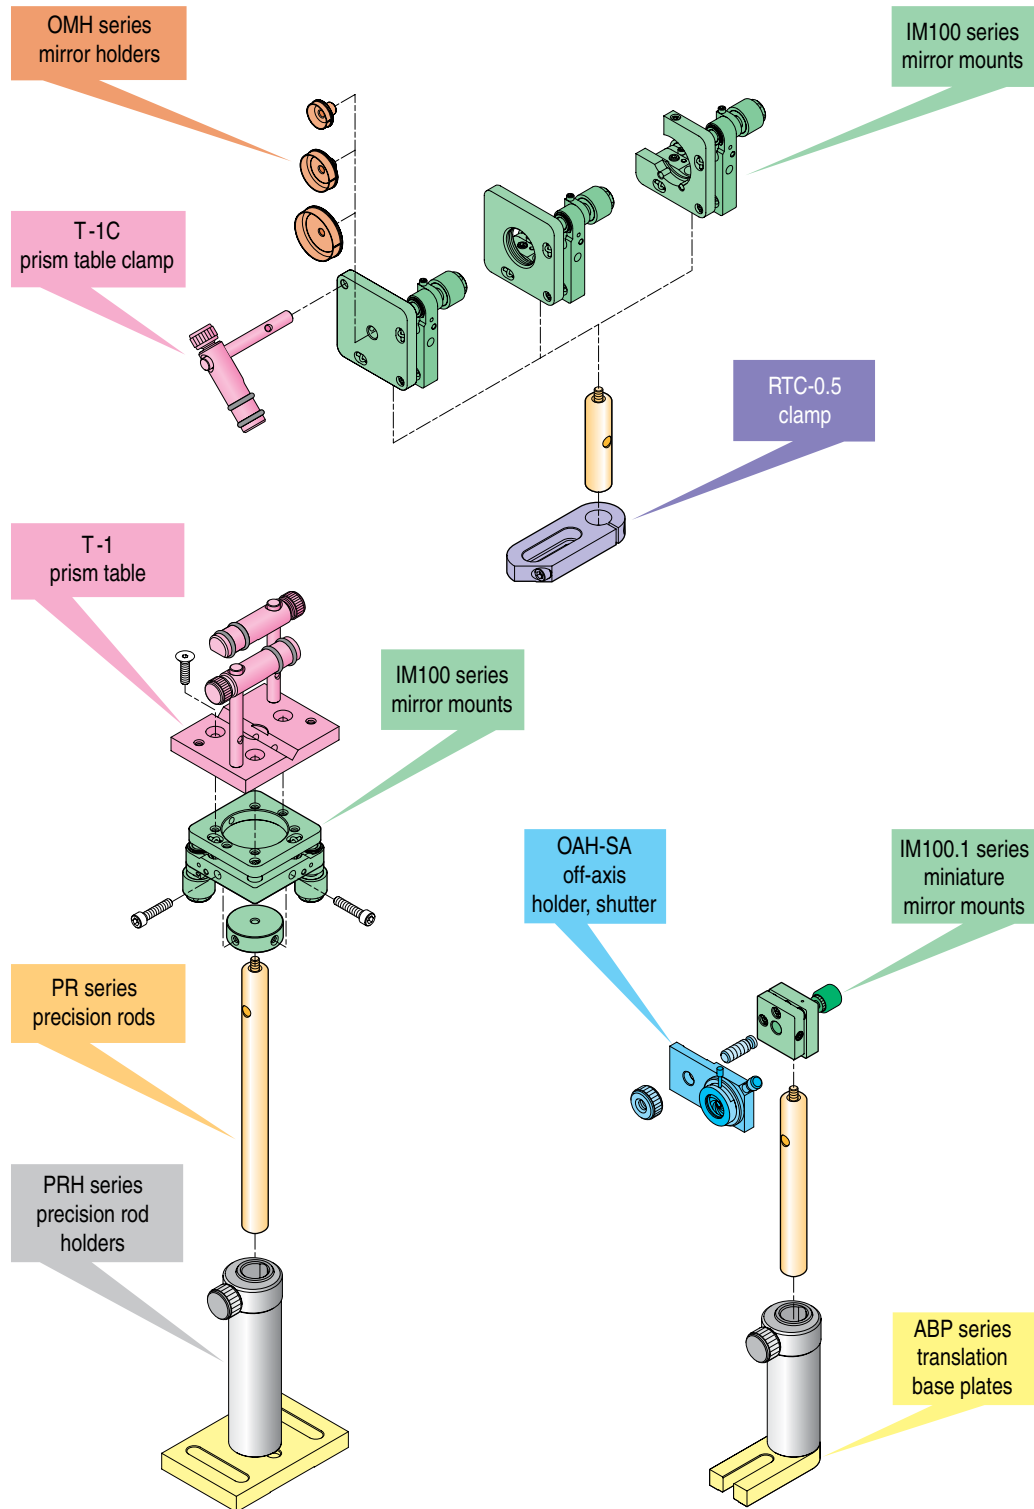 OMH series
mirror holders
IM100 series
mirror mounts
T-1C
prism table clamp
RTC-0.5
clamp
T-1
prism table
IM100 series
mirror mounts
OAH-SA
off-axis
holder, shutter
IM100.1 series
miniature
mirror mounts
PR series
precision rods
PRH series
precision rod
holders
ABP series
translation
base plates